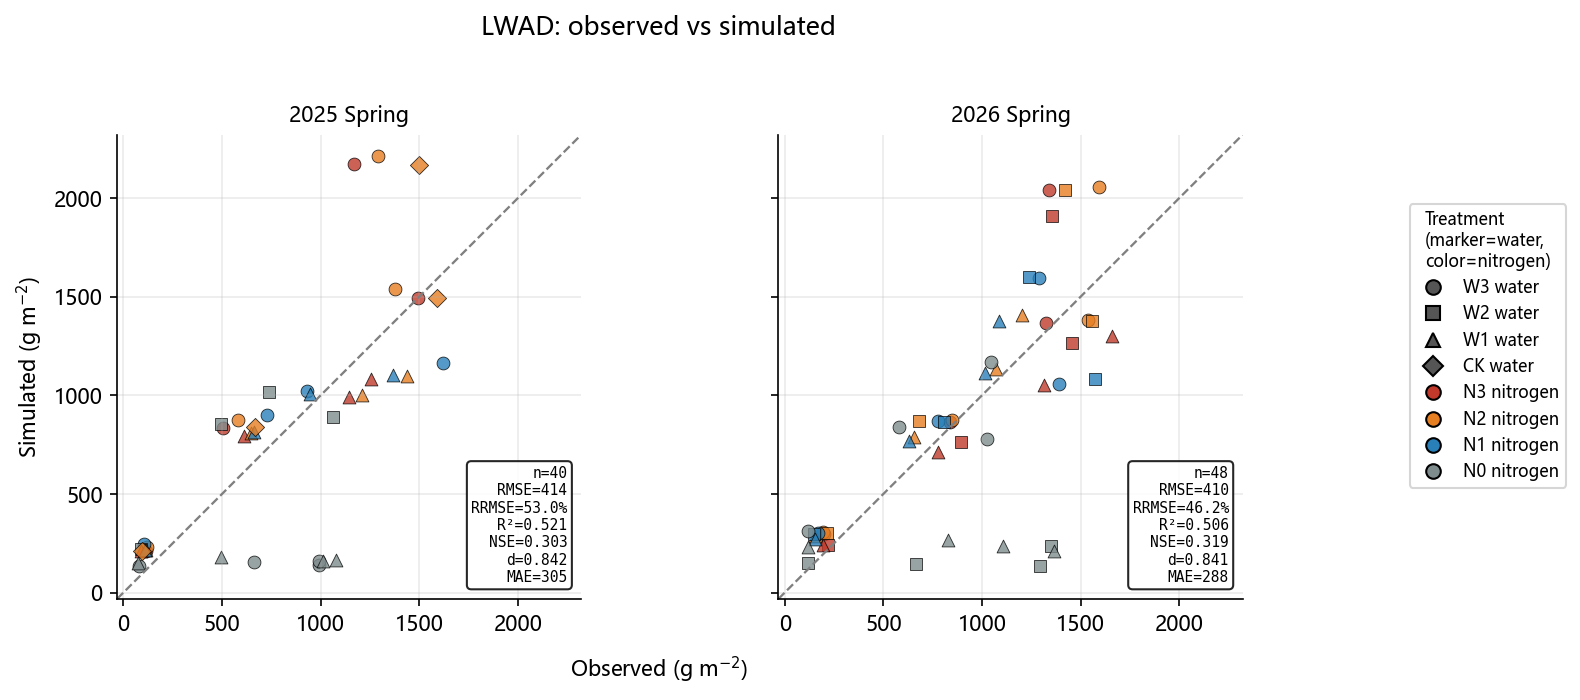 LWAD: observed vs simulated
2025 Spring
2026 Spring
Simulated (g m⁻²)
2000
1500
1000
500
0
0 500 1000 1500 2000
n=40
RMSE=414
RRMSE=53.0%
R²=0.521
NSE=0.303
d=0.842
MAE=305
0 500 1000 1500 2000
n=48
RMSE=410
RRMSE=46.2%
R²=0.506
NSE=0.319
d=0.841
MAE=288
Observed (g m⁻²)
Treatment
(marker=water,
color=nitrogen)
W3 water
W2 water
W1 water
CK water
N3 nitrogen
N2 nitrogen
N1 nitrogen
N0 nitrogen